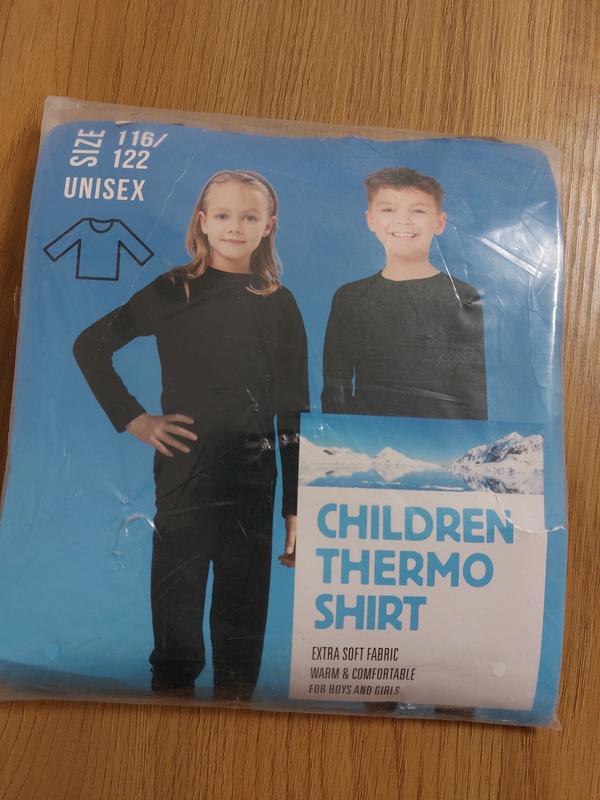 SIZE
116/
122
UNISEX
CHILDREN
THERMO
SHIRT
EXTRA SOFT FABRIC
WARM & COMFORTABLE
FOR BOYS AND GIRLS